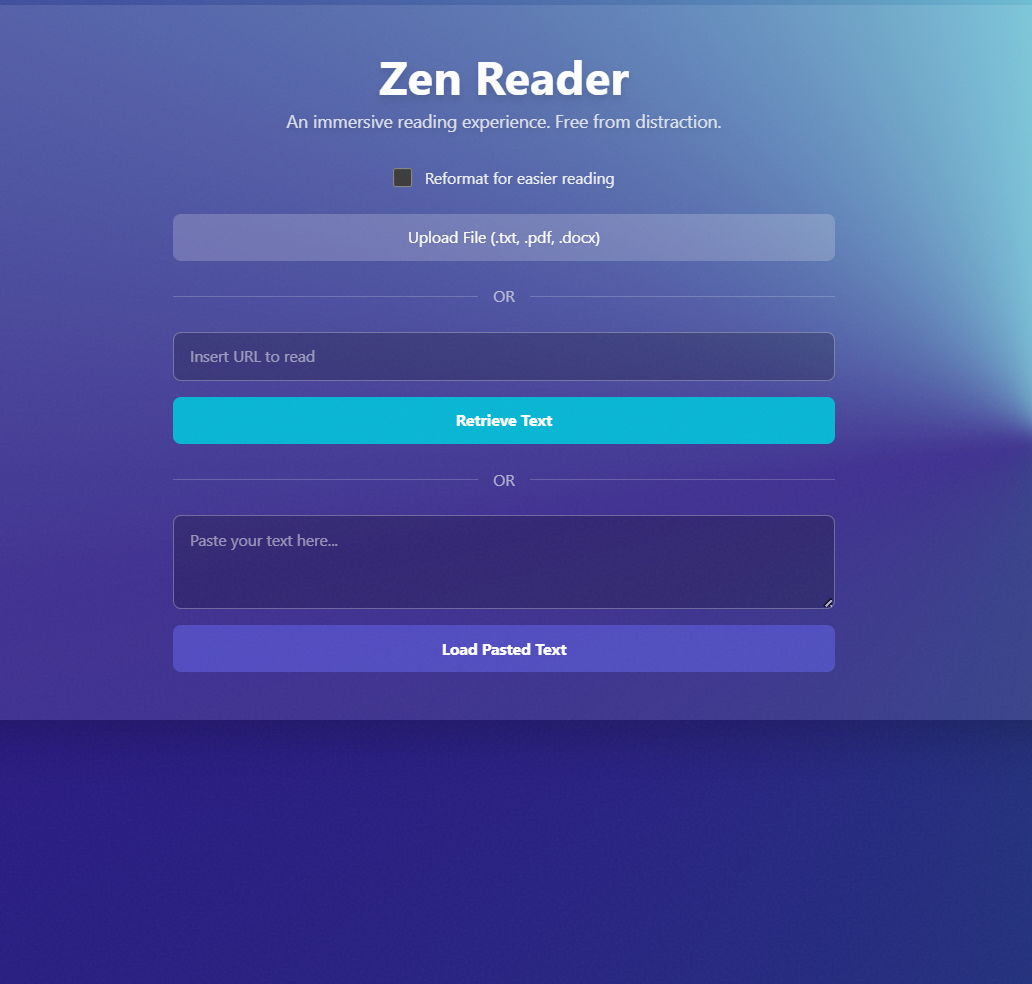 Zen Reader
An immersive reading experience. Free from distraction.
Reformat for easier reading
Upload File (.txt, .pdf, .docx)
OR
Insert URL to read
Retrieve Text
OR
Paste your text here...
Load Pasted Text